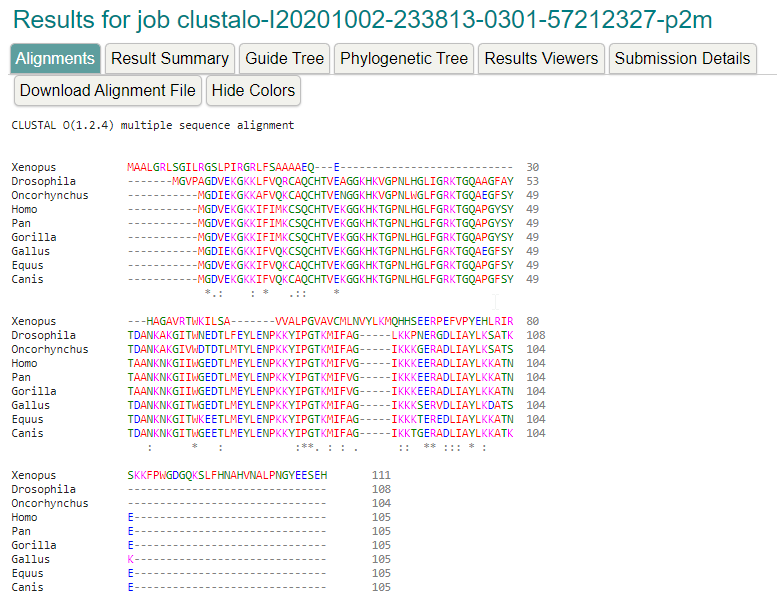 Results for job clustalo-I20201002-233813-0301-57212327-p2m
Alignments Result Summary Guide Tree Phylogenetic Tree Results Viewers Submission Details
Download Alignment File Hide Colors
CLUSTAL O(1.2.4) multiple sequence alignment
Xenopus MAALGRLSGILRGSLPIRGRLFSAAAAEQ---E--------------------------- 30
Drosophila -------MGVPAGDVEKGKKLFVQRCAQCHTVEAGGKHKVGPNLHGLIGRKTGQAAGFAY 53
Oncorhynchus -----------MGDIEKGKKAFVQKCAQCHTVENGGKHKVGPNLWGLFGRKTGQAEGFSY 49
Homo -----------MGDVEKGKKIFIMKCSQCHTVEKGGKHKTGPNLHGLFGRKTGQAPGYSY 49
Pan -----------MGDVEKGKKIFIMKCSQCHTVEKGGKHKTGPNLHGLFGRKTGQAPGYSY 49
Gorilla -----------MGDVEKGKKIFIMKCSQCHTVEKGGKHKTGPNLHGLFGRKTGQAPGYSY 49
Gallus -----------MGDIEKGKKIFVQKCSQCHTVEKGGKHKTGPNLHGLFGRKTGQAEGFSY 49
Equus -----------MGDVEKGKKIFVQKCAQCHTVEKGGKHKTGPNLHGLFGRKTGQAPGFSY 49
Canis -----------MGDVEKGKKIFVQKCAQCHTVEKGGKHKTGPNLHGLFGRKTGQAPGFSY 49
*.:    : *   .::    *
Xenopus ---HAGAVRTWKILSA-------VVALPGVAVCMLNVYLKMQHHSEERPEFVPYEHLRIR 80
Drosophila TDANKAKGITWNEDTLFEYLENPKKYIPGTKMIFAG-----LKKPNERGDLIAYLKSATK 108
Oncorhynchus TDANKSKGIVWDTDTLMTYLENPKKYIPGTKMIFAG-----IKKKGERADLIAYLKSATS 104
Homo TAANKNKGIIWGEDTLMEYLENPKKYIPGTKMIFVG-----IKKKEERADLIAYLKKATN 104
Pan TAANKNKGIIWGEDTLMEYLENPKKYIPGTKMIFVG-----IKKKEERADLIAYLKKATN 104
Gorilla TAANKNKGIIWGEDTLMEYLENPKKYIPGTKMIFVG-----IKKKEERADLIAYLKKATN 104
Gallus TDANKNKGITWGEDTLMEYLENPKKYIPGTKMIFAG-----IKKKSERVDLIAYLKDATS 104
Equus TDANKNKGITWKEETLMEYLENPKKYIPGTKMIFAG-----IKKKTEREDLIAYLKKATN 104
Canis TDANKNKGITWGEETLMEYLENPKKYIPGTKMIFAG-----IKKTGERADLIAYLKKATK 104
:      *   :           :**. : : .      ::  ** ::: * :
Xenopus SKKFPWGDGQKSLFHNAHVNALPNGYEESEH 111
Drosophila ------------------------------- 108
Oncorhynchus ------------------------------- 104
Homo E------------------------------ 105
Pan E------------------------------ 105
Gorilla E------------------------------ 105
Gallus K------------------------------ 105
Equus E------------------------------ 105
Canis E------------------------------ 105